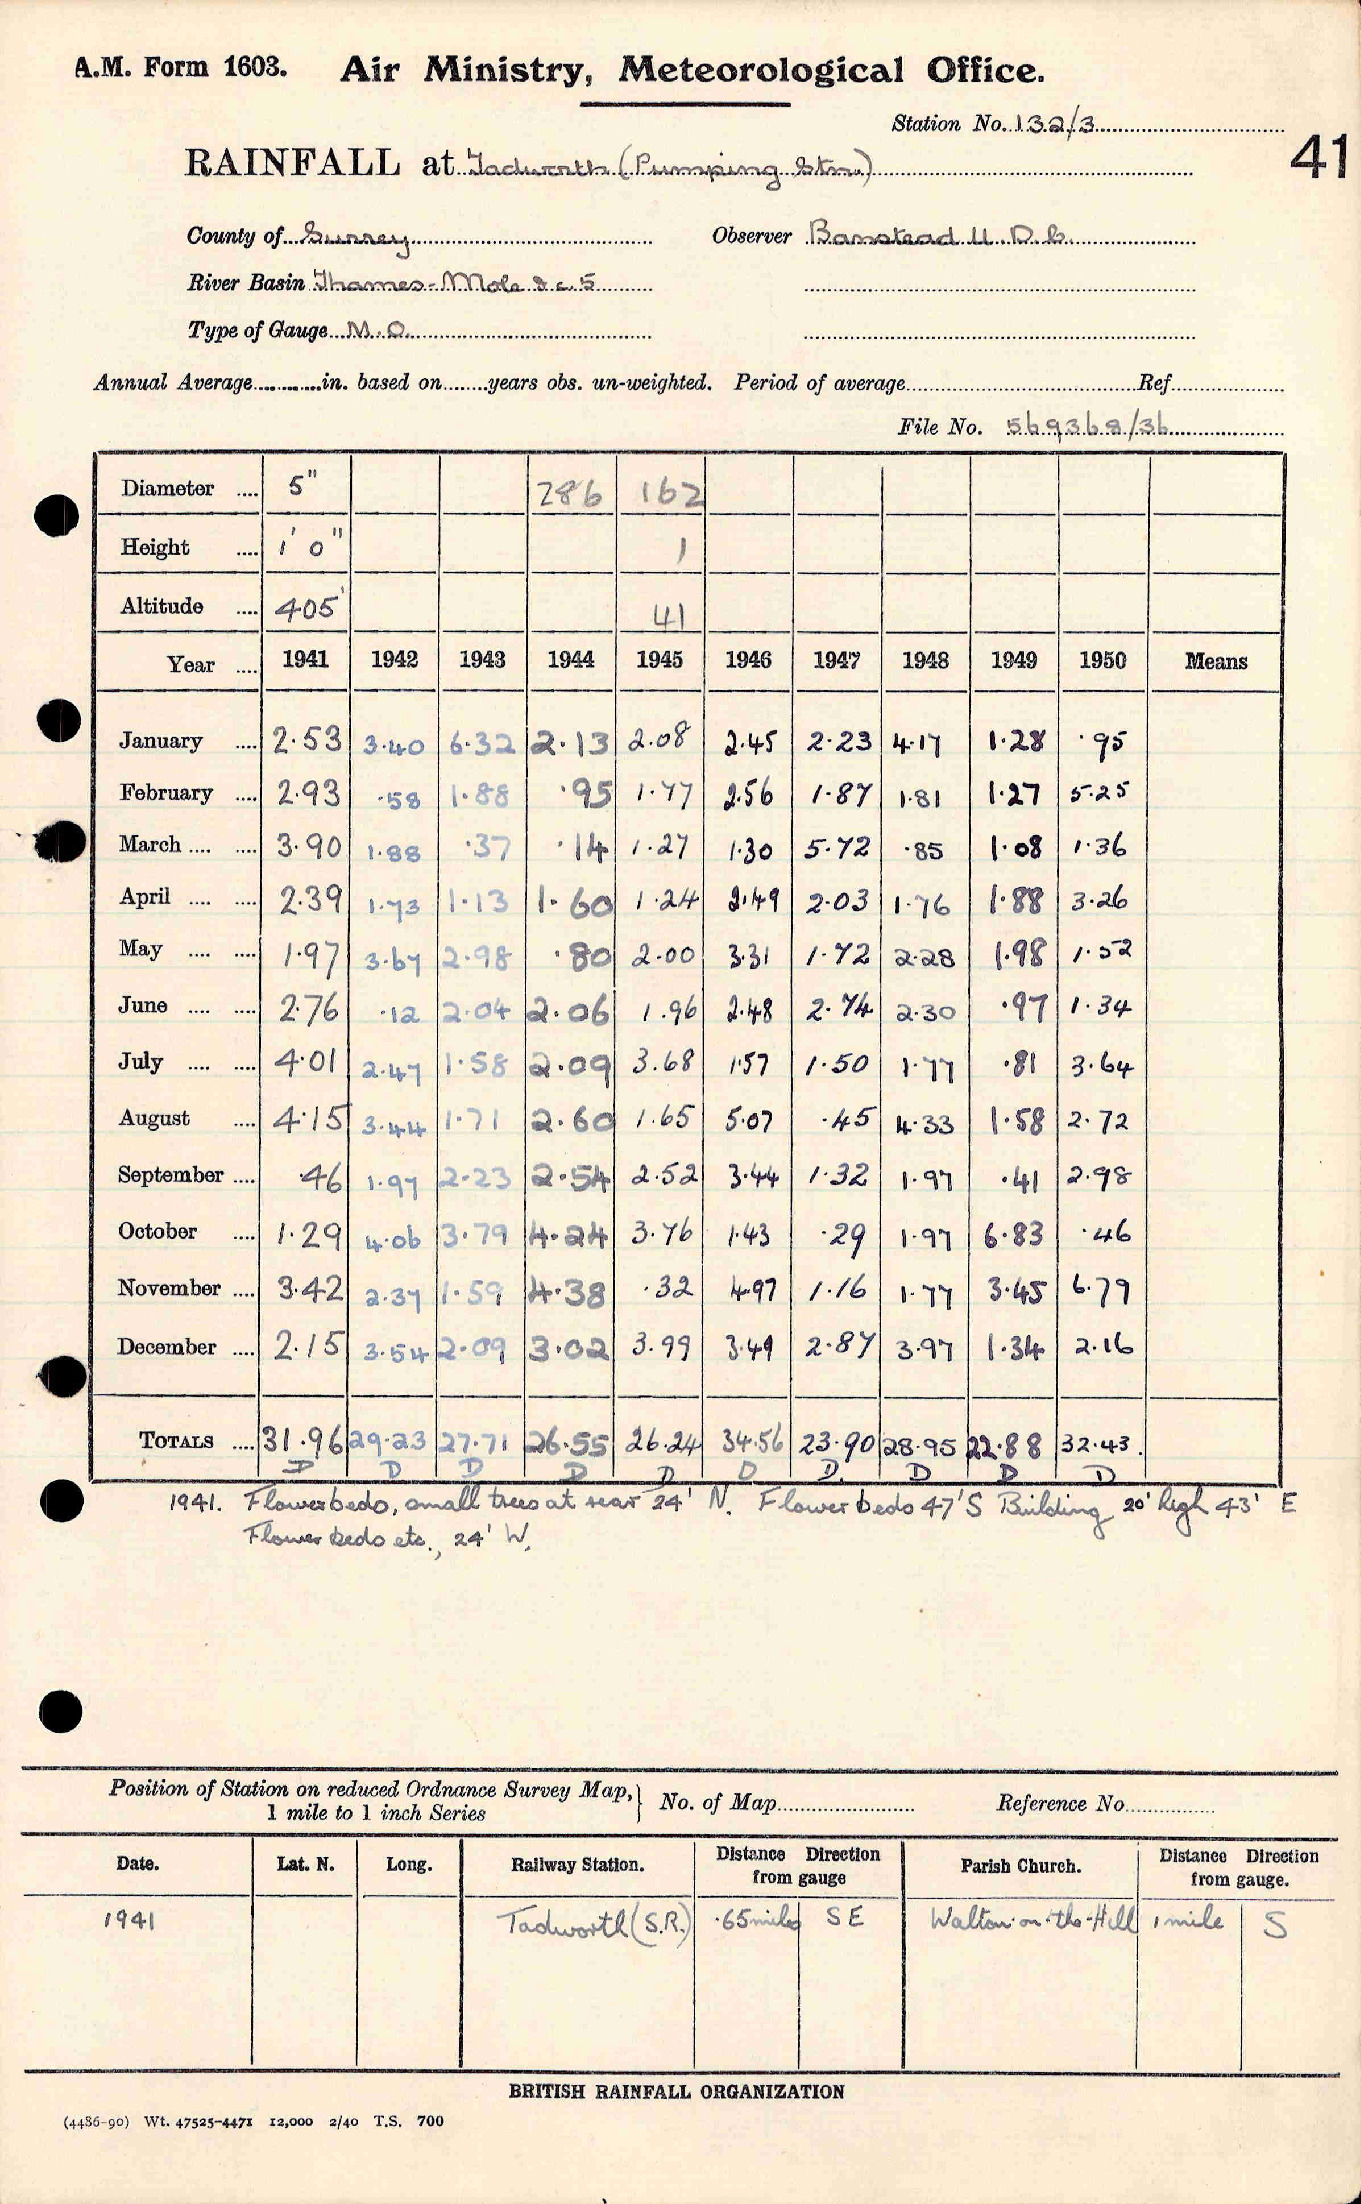 A.M. Form 1603. Air Ministry, Meteorological Office.
Station No. 132/3
41
RAINFALL at Tadworth (Pumping Stn.)
County of Surrey Observer Banstead U.D.C.
River Basin Thames-Mole &c. 5
Type of Gauge M.O.
Annual Average in. based on years obs. un-weighted. Period of average Ref.
File No. 569368/36
Diameter .... 5" 286 162
Height .... 1' 0" 1
Altitude .... 405' 41
Year .... 1941 1942 1943 1944 1945 1946 1947 1948 1949 1950 Means
January .... 2.53 3.40 6.32 2.13 2.08 2.45 2.23 4.17 1.28 .95
February .... 2.93 .58 1.88 .95 1.77 2.56 1.87 1.81 1.27 5.25
March .... .... 3.90 1.88 .37 .14 1.27 1.30 5.72 .85 1.08 1.36
April .... .... 2.39 1.73 1.13 1.60 1.24 2.49 2.03 1.76 1.88 3.26
May .... .... 1.97 3.67 2.98 .80 2.00 3.31 1.72 2.28 1.98 1.52
June .... .... 2.76 .12 2.04 2.06 1.96 2.48 2.74 2.30 .97 1.34
July .... .... 4.01 2.47 1.58 2.09 3.68 1.57 1.50 1.77 .81 3.64
August .... 4.15 3.44 1.71 2.60 1.65 5.07 .45 4.33 1.58 2.72
September .... .46 1.97 2.23 2.54 2.52 3.44 1.32 1.97 .41 2.98
October .... 1.29 4.06 3.79 4.24 3.76 1.43 .29 1.97 6.83 .46
November .... 3.42 2.37 1.59 4.38 .32 4.97 1.16 1.77 3.45 6.79
December .... 2.15 3.54 2.09 3.02 3.99 3.49 2.87 3.97 1.34 2.16
TOTALS .... 31.96 29.23 27.71 26.55 26.24 34.56 23.90 28.95 22.88 32.43.
D D D D D D D. D D D
1941. Flowerbeds, small trees at rear 24' N. Flowerbeds 47' S Building 20' high 43' E
Flowerbeds etc., 24' W.
Position of Station on reduced Ordnance Survey Map, } No. of Map Reference No.
1 mile to 1 inch Series
Date. Lat. N. Long. Railway Station. Distance Direction from gauge Parish Church. Distance Direction from gauge.
1941 Tadworth (S.R.) .65 miles SE Walton-on-the-Hill 1 mile S
BRITISH RAINFALL ORGANIZATION
(4486-90) Wt. 47525-4471 12,000 2/40 T.S. 700